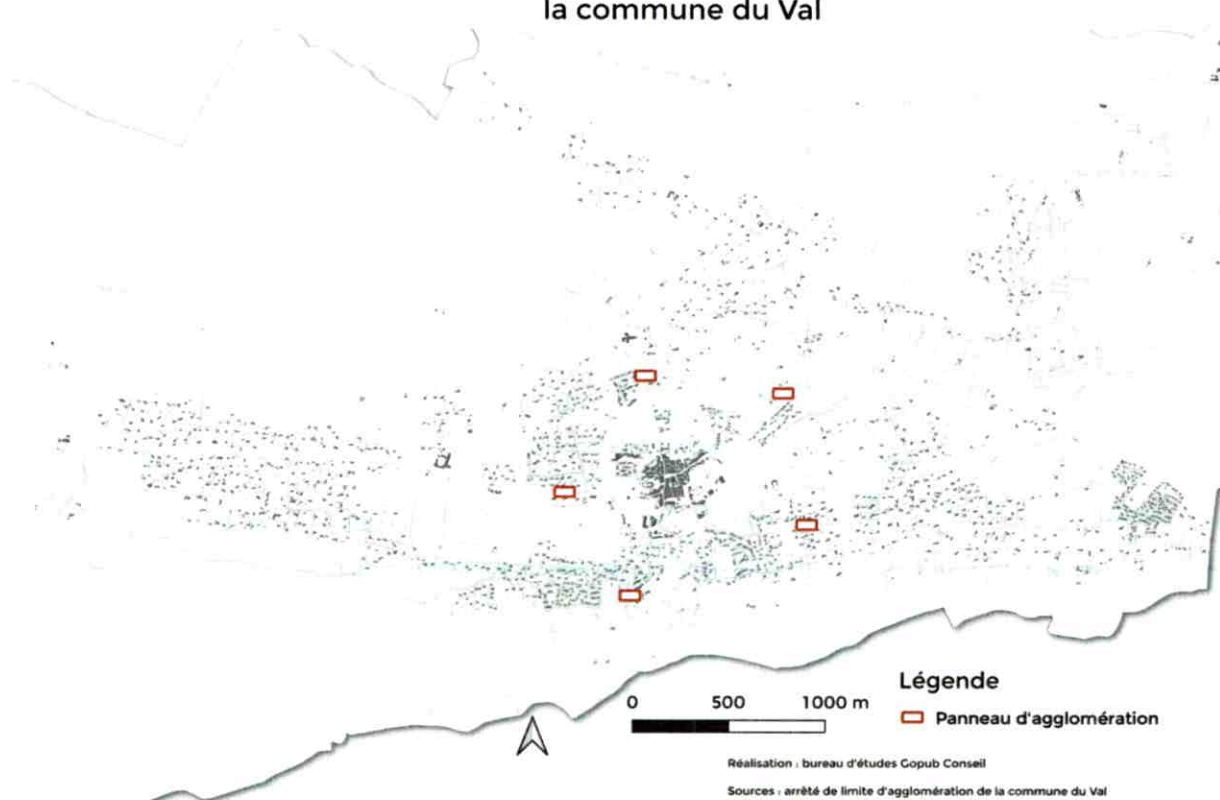 la commune du Val
Légende
0 500 1000 m
Panneau d'agglomération
Réalisation : bureau d'études Gopub Conseil
Sources : arrêté de limite d'agglomération de la commune du Val